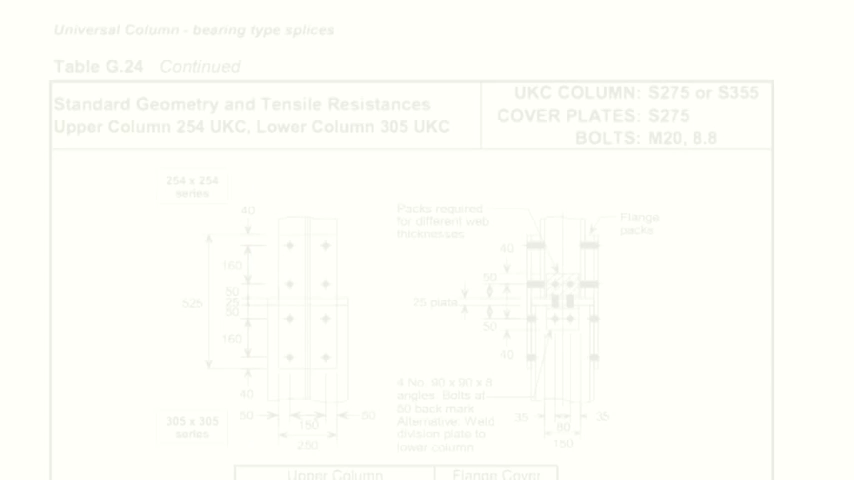 Universal Column - bearing type splices
Table G.24 Continued
Standard Geometry and Tensile Resistances
Upper Column 254 UKC, Lower Column 305 UKC
UKC COLUMN: S275 or S355
COVER PLATES: S275
BOLTS: M20, 8.8
254 x 254
series
40
160
50
25
50
160
40
525
305 x 305
series
50
150
50
250
Packs required
for different web
thicknesses
Flange
packs
40
50
25 plate
50
40
4 No. 90 x 90 x 8
angles. Bolts at
50 back mark
Alternative: Weld
division plate to
lower column
35
80
35
150
Upper Column
Flange Cover